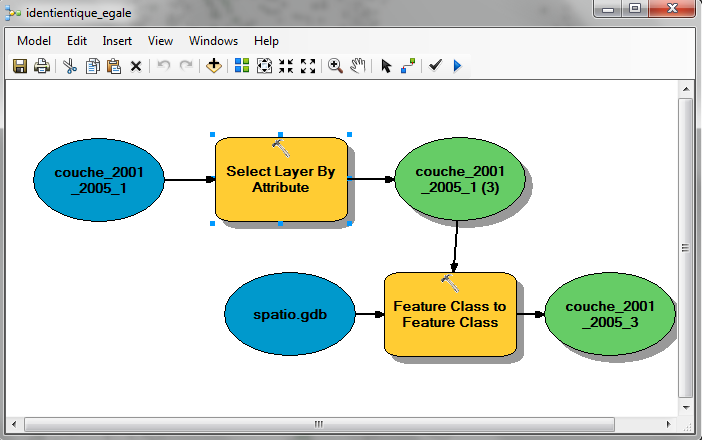 identientique_egale
Model Edit Insert View Windows Help
couche_2001
_2005_1
Select Layer By
Attribute
couche_2001
_2005_1 (3)
spatio.gdb
Feature Class to
Feature Class
couche_2001
_2005_3